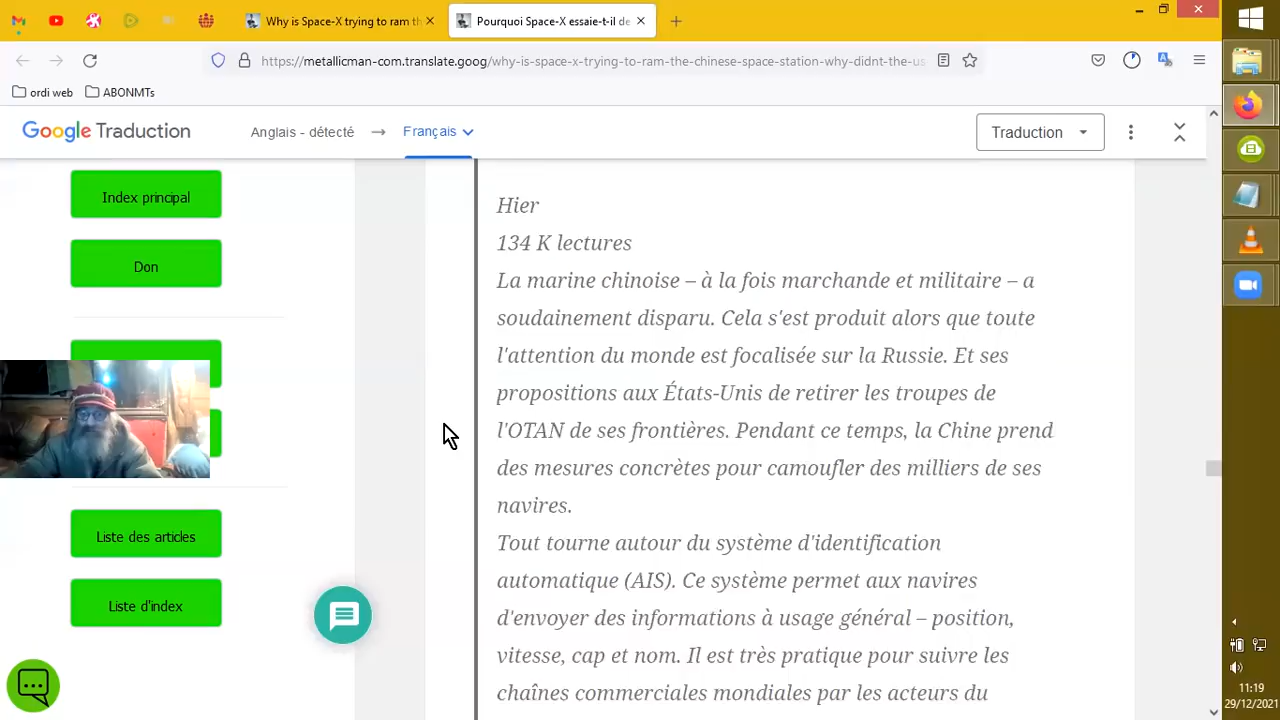 Why is Space-X trying to ram th
Pourquoi Space-X essaie-t-il de
https://metallicman-com.translate.goog/why-is-space-x-trying-to-ram-the-chinese-space-station-why-didnt-the-us
ordi web
ABONMTs
Google Traduction
Anglais - détecté
Français
Traduction
Index principal
Don
Liste des articles
Liste d'index
Hier
134 K lectures
La marine chinoise – à la fois marchande et militaire – a
soudainement disparu. Cela s'est produit alors que toute
l'attention du monde est focalisée sur la Russie. Et ses
propositions aux États-Unis de retirer les troupes de
l'OTAN de ses frontières. Pendant ce temps, la Chine prend
des mesures concrètes pour camoufler des milliers de ses
navires.
Tout tourne autour du système d'identification
automatique (AIS). Ce système permet aux navires
d'envoyer des informations à usage général – position,
vitesse, cap et nom. Il est très pratique pour suivre les
chaînes commerciales mondiales par les acteurs du
11:19
29/12/2021